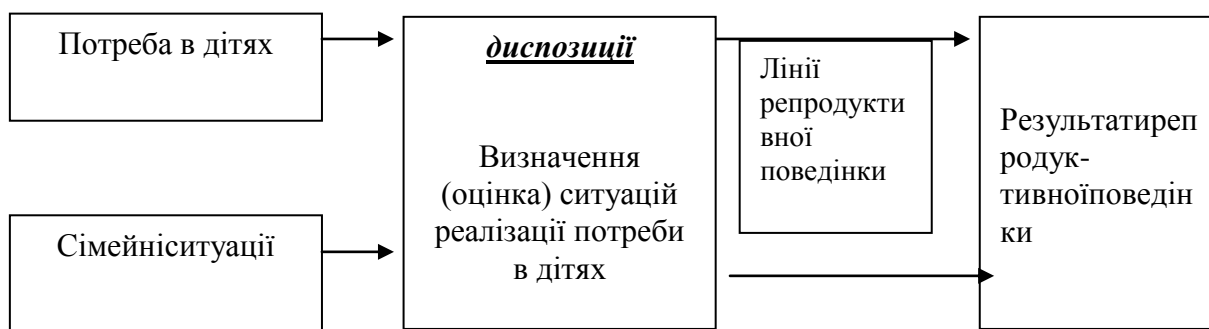 Потреба в дітях
Сімейніситуації
диспозиції
Визначення
(оцінка) ситуацій
реалізації потреби
в дітях
Лінії
репродукти
вної
поведінки
Результатиреп
родук-
тивноїповедін
ки